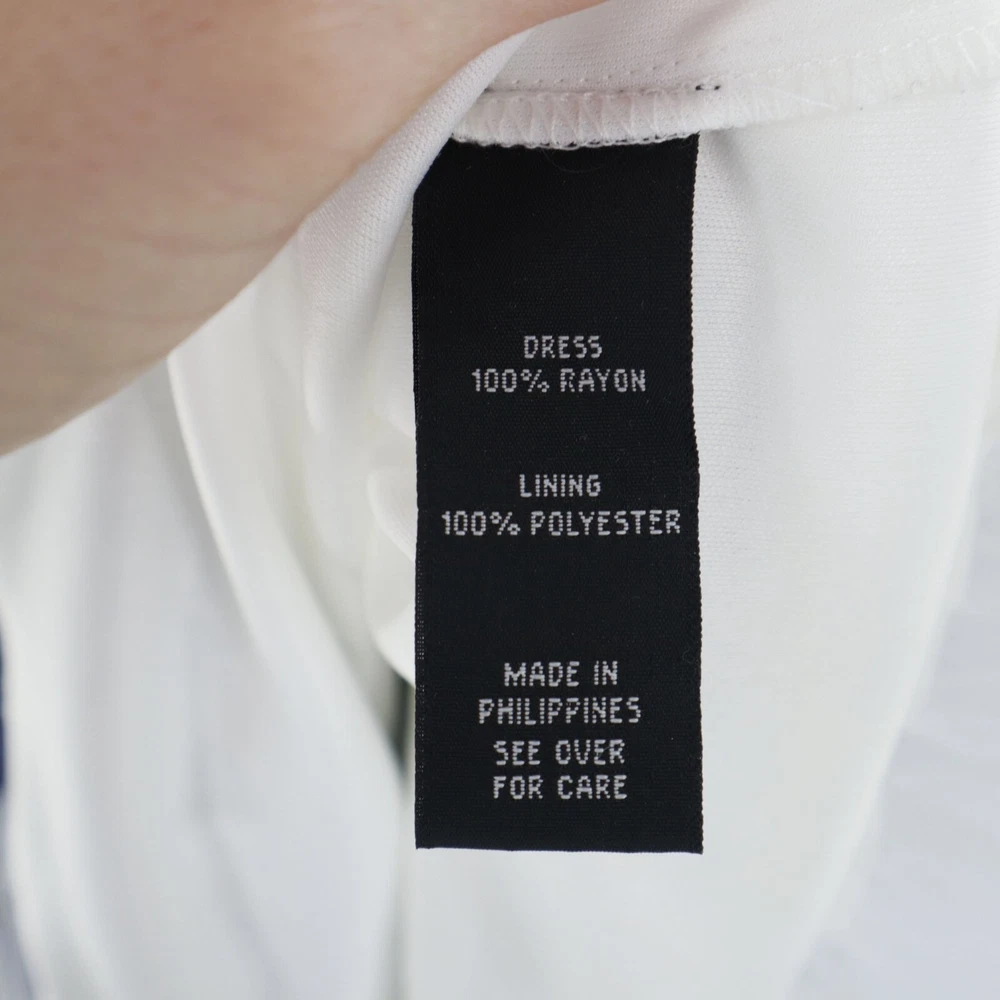 DRESS
100% RAYON
LINING
100% POLYESTER
MADE IN
PHILIPPINES
SEE OVER
FOR CARE